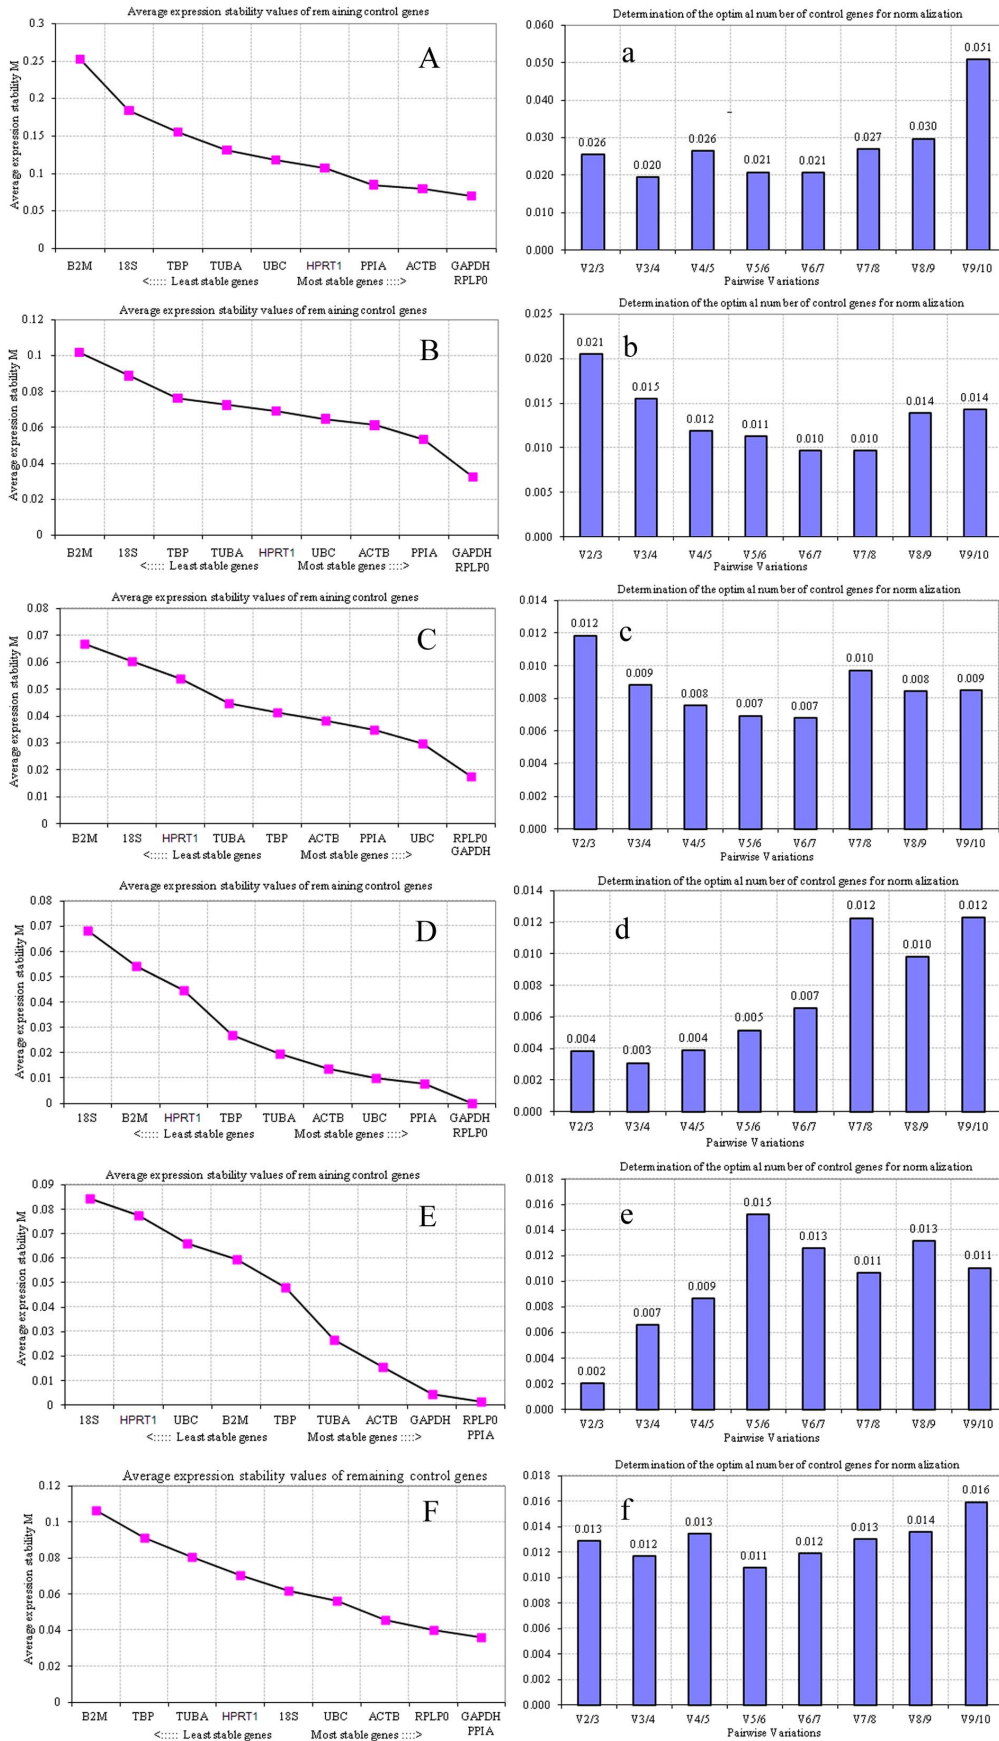 Average expression stability values of remaining control genes
Average expression stability M
0.3
0.25
0.2
0.15
0.1
0.05
0
A
B2M 18S TBP TUBA UBC HPRT1 PPIA ACTB GAPDH
RPLP0
<::::: Least stable genes Most stable genes ::::>
Determination of the optimal number of control genes for normalization
0.060
0.050
0.040
0.030
0.020
0.010
0.000
a
0.026 0.020 0.026 0.021 0.021 0.027 0.030 0.051
V2/3 V3/4 V4/5 V5/6 V6/7 V7/8 V8/9 V9/10
Pairwise Variations
Average expression stability values of remaining control genes
Average expression stability M
0.12
0.1
0.08
0.06
0.04
0.02
0
B
B2M 18S TBP TUBA HPRT1 UBC ACTB PPIA GAPDH
RPLP0
<::::: Least stable genes Most stable genes ::::>
Determination of the optimal number of control genes for normalization
0.025
0.020
0.015
0.010
0.005
0.000
b
0.021 0.015 0.012 0.011 0.010 0.010 0.014 0.014
V2/3 V3/4 V4/5 V5/6 V6/7 V7/8 V8/9 V9/10
Pairwise Variations
Average expression stability values of remaining control genes
Average expression stability M
0.08
0.07
0.06
0.05
0.04
0.03
0.02
0.01
0
C
B2M 18S HPRT1 TUBA TBP ACTB PPIA UBC RPLP0
GAPDH
<::::: Least stable genes Most stable genes ::::>
Determination of the optimal number of control genes for normalization
0.014
0.012
0.010
0.008
0.006
0.004
0.002
0.000
c
0.012 0.009 0.008 0.007 0.007 0.010 0.008 0.009
V2/3 V3/4 V4/5 V5/6 V6/7 V7/8 V8/9 V9/10
Pairwise Variations
Average expression stability values of remaining control genes
Average expression stability M
0.08
0.07
0.06
0.05
0.04
0.03
0.02
0.01
0
D
18S B2M HPRT1 TBP TUBA ACTB UBC PPIA GAPDH
RPLP0
<::::: Least stable genes Most stable genes ::::>
Determination of the optimal number of control genes for normalization
0.014
0.012
0.010
0.008
0.006
0.004
0.002
0.000
d
0.004 0.003 0.004 0.005 0.007 0.012 0.010 0.012
V2/3 V3/4 V4/5 V5/6 V6/7 V7/8 V8/9 V9/10
Pairwise Variations
Average expression stability values of remaining control genes
Average expression stability M
0.09
0.08
0.07
0.06
0.05
0.04
0.03
0.02
0.01
0
E
18S HPRT1 UBC B2M TBP TUBA ACTB GAPDH RPLP0
PPIA
<::::: Least stable genes Most stable genes ::::>
Determination of the optimal number of control genes for normalization
0.018
0.016
0.014
0.012
0.010
0.008
0.006
0.004
0.002
0.000
e
0.002 0.007 0.009 0.015 0.013 0.011 0.013 0.011
V2/3 V3/4 V4/5 V5/6 V6/7 V7/8 V8/9 V9/10
Pairwise Variations
Average expression stability values of remaining control genes
Average expression stability M
0.12
0.1
0.08
0.06
0.04
0.02
0
F
B2M TBP TUBA HPRT1 18S UBC ACTB RPLP0 GAPDH
PPIA
<::::: Least stable genes Most stable genes ::::>
Determination of the optimal number of control genes for normalization
0.018
0.016
0.014
0.012
0.010
0.008
0.006
0.004
0.002
0.000
f
0.013 0.012 0.013 0.011 0.012 0.013 0.014 0.016
V2/3 V3/4 V4/5 V5/6 V6/7 V7/8 V8/9 V9/10
Pairwise Variations